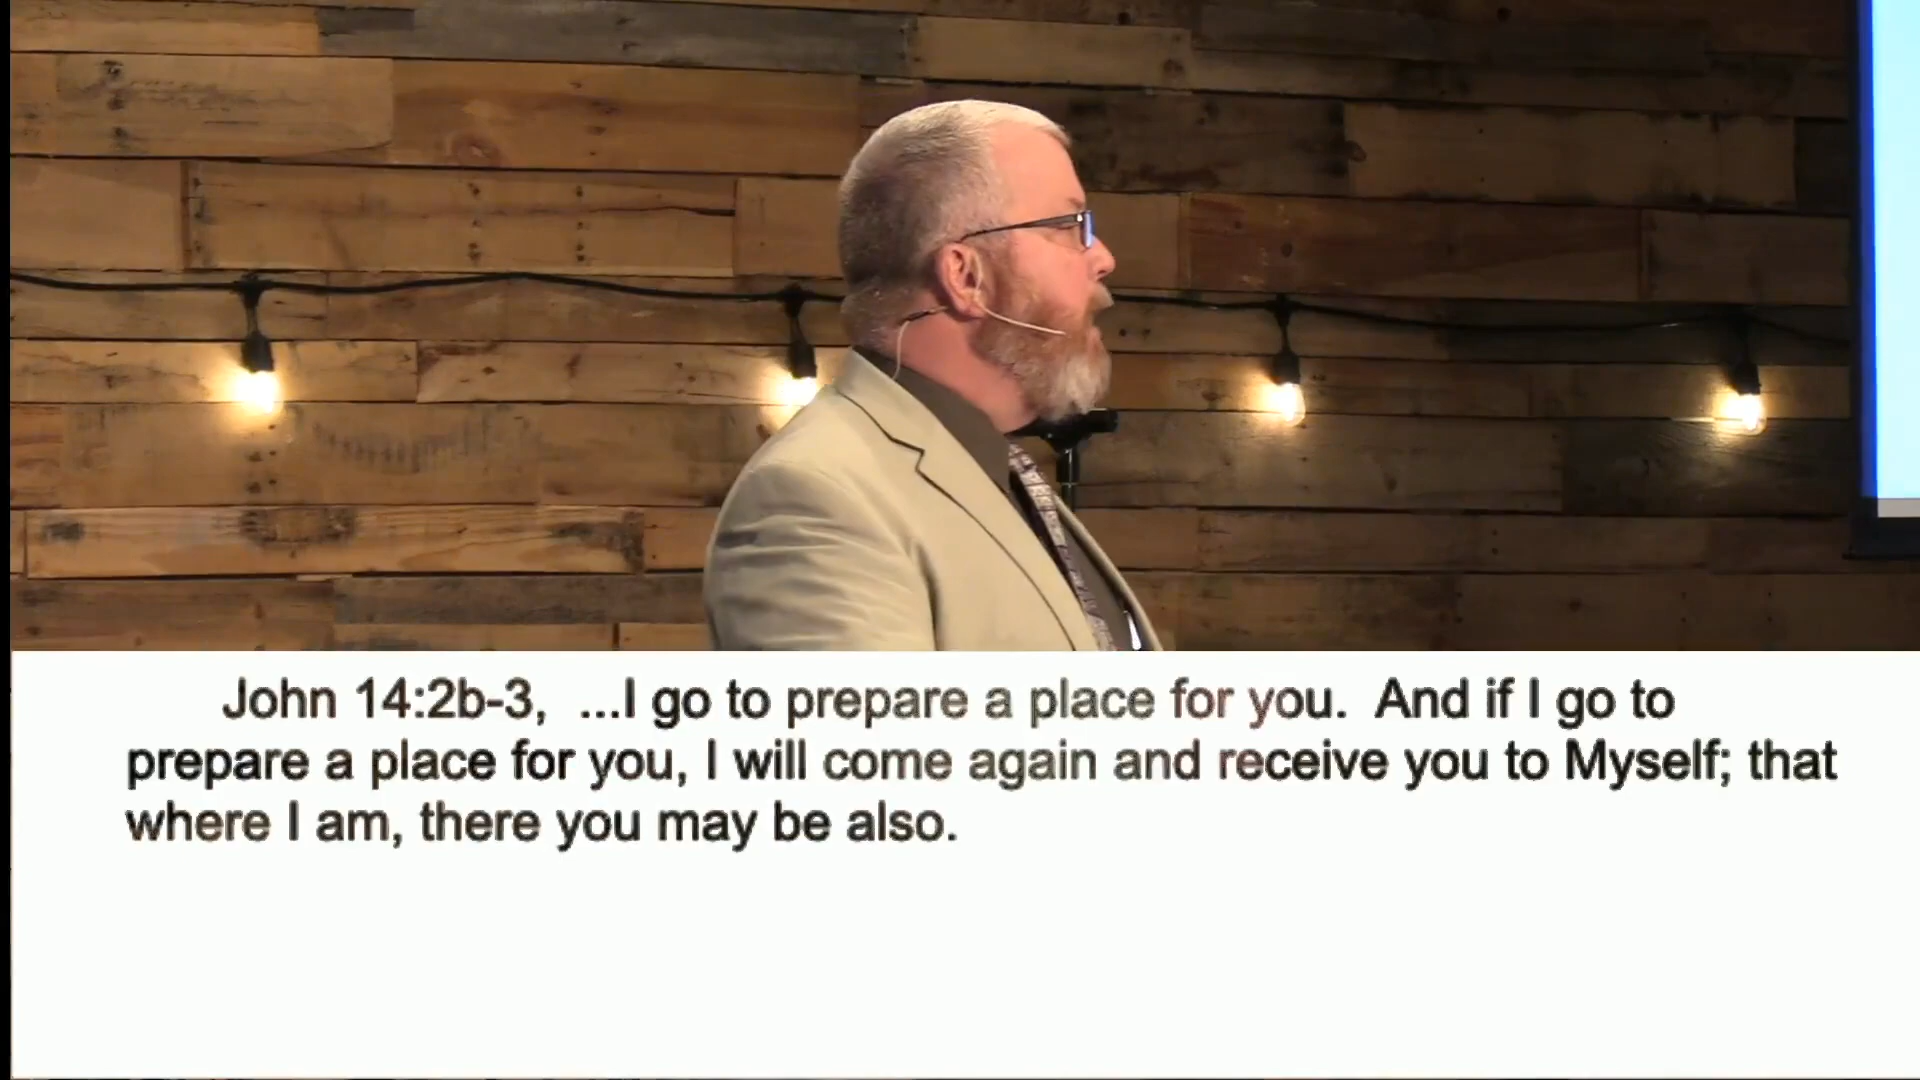 John 14:2b-3, ...I go to prepare a place for you. And if I go to
prepare a place for you, I will come again and receive you to Myself; that
where I am, there you may be also.